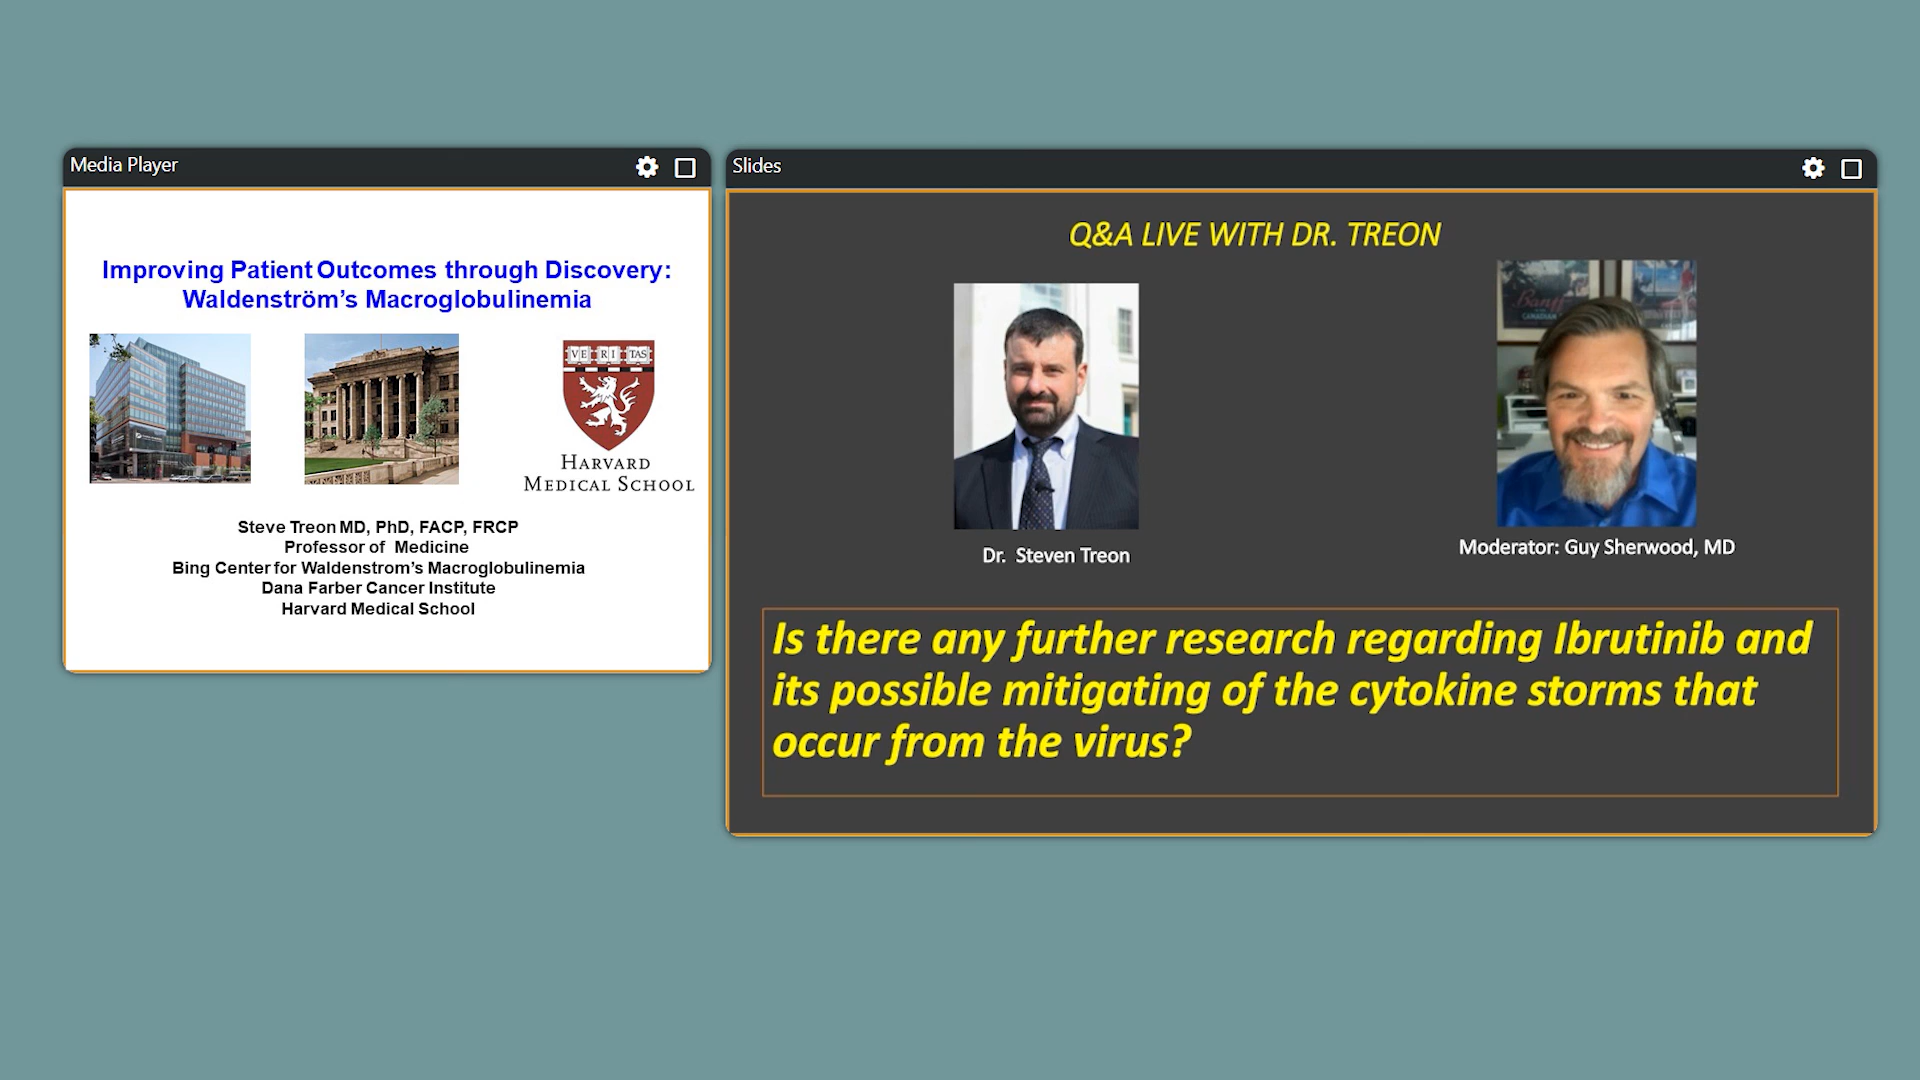 Media Player
Improving Patient Outcomes through Discovery:
Waldenström’s Macroglobulinemia
VE RI TAS
HARVARD
MEDICAL SCHOOL
Steve Treon MD, PhD, FACP, FRCP
Professor of Medicine
Bing Center for Waldenstrom’s Macroglobulinemia
Dana Farber Cancer Institute
Harvard Medical School
Slides
Q&A LIVE WITH DR. TREON
Banff
Dr. Steven Treon
Moderator: Guy Sherwood, MD
Is there any further research regarding Ibrutinib and
its possible mitigating of the cytokine storms that
occur from the virus?